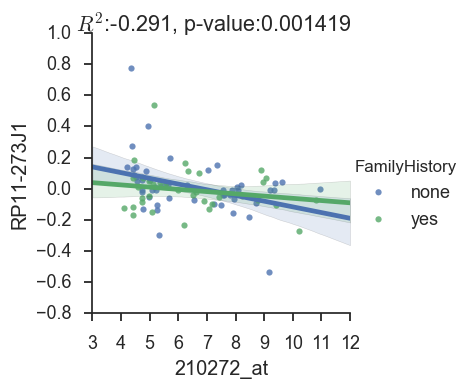 R²:-0.291, p-value:0.001419
1.0
0.8
0.6
0.4
0.2
0.0
−0.2
−0.4
−0.6
−0.8
RP11-273J1
3 4 5 6 7 8 9 10 11 12
210272_at
FamilyHistory
none
yes